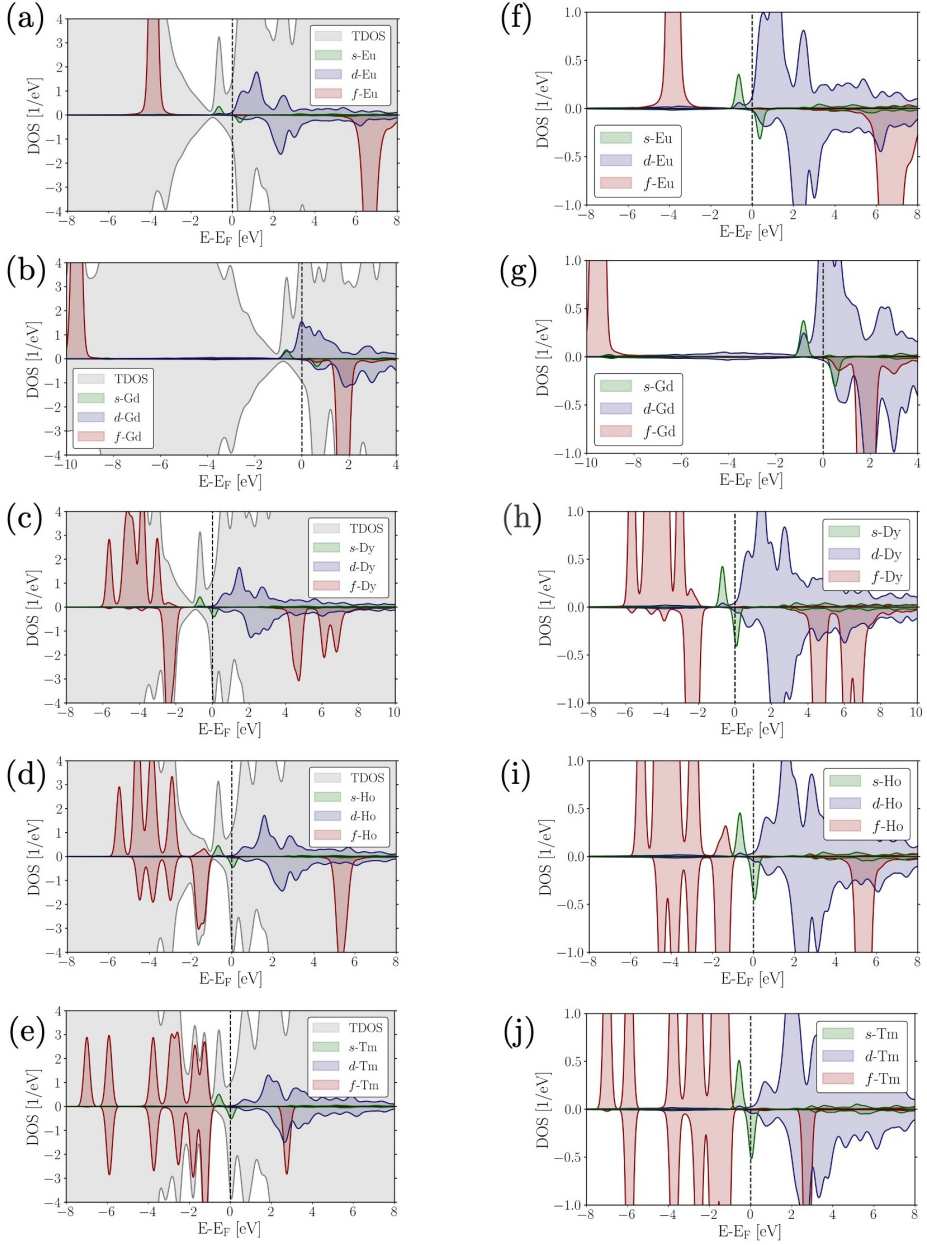 (a)
4
3
2
1
0
−1
−2
−3
−4
DOS [1/eV]
TDOS
s-Eu
d-Eu
f-Eu
−8 −6 −4 −2 0 2 4 6 8
E-E_F [eV]
(f)
1.0
0.5
0.0
−0.5
−1.0
DOS [1/eV]
s-Eu
d-Eu
f-Eu
−8 −6 −4 −2 0 2 4 6 8
E-E_F [eV]
(b)
4
3
2
1
0
−1
−2
−3
−4
DOS [1/eV]
TDOS
s-Gd
d-Gd
f-Gd
−10 −8 −6 −4 −2 0 2 4
E-E_F [eV]
(g)
1.0
0.5
0.0
−0.5
−1.0
DOS [1/eV]
s-Gd
d-Gd
f-Gd
−10 −8 −6 −4 −2 0 2 4
E-E_F [eV]
(c)
4
3
2
1
0
−1
−2
−3
−4
DOS [1/eV]
TDOS
s-Dy
d-Dy
f-Dy
−8 −6 −4 −2 0 2 4 6 8 10
E-E_F [eV]
(h)
1.0
0.5
0.0
−0.5
−1.0
DOS [1/eV]
s-Dy
d-Dy
f-Dy
−8 −6 −4 −2 0 2 4 6 8 10
E-E_F [eV]
(d)
4
3
2
1
0
−1
−2
−3
−4
DOS [1/eV]
TDOS
s-Ho
d-Ho
f-Ho
−8 −6 −4 −2 0 2 4 6 8
E-E_F [eV]
(i)
1.0
0.5
0.0
−0.5
−1.0
DOS [1/eV]
s-Ho
d-Ho
f-Ho
−8 −6 −4 −2 0 2 4 6 8
E-E_F [eV]
(e)
4
3
2
1
0
−1
−2
−3
−4
DOS [1/eV]
TDOS
s-Tm
d-Tm
f-Tm
−8 −6 −4 −2 0 2 4 6 8
E-E_F [eV]
(j)
1.0
0.5
0.0
−0.5
−1.0
DOS [1/eV]
s-Tm
d-Tm
f-Tm
−8 −6 −4 −2 0 2 4 6 8
E-E_F [eV]